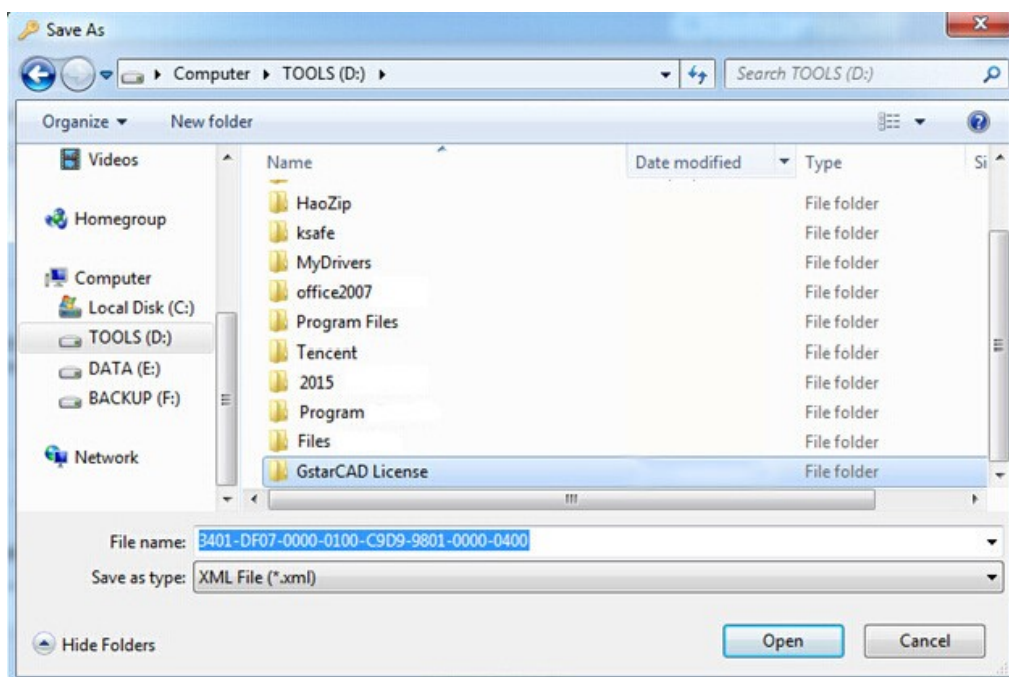 Save As
Computer TOOLS (D:) Search TOOLS (D:)
Organize New folder
Videos
Homegroup
Computer
Local Disk (C:)
TOOLS (D:)
DATA (E:)
BACKUP (F:)
Network
Name Date modified Type Si
HaoZip File folder
ksafe File folder
MyDrivers File folder
office2007 File folder
Program Files File folder
Tencent File folder
2015 File folder
Program File folder
Files File folder
GstarCAD License File folder
File name: 3401-DF07-0000-0100-C9D9-9801-0000-0400
Save as type: XML File (*.xml)
Hide Folders Open Cancel